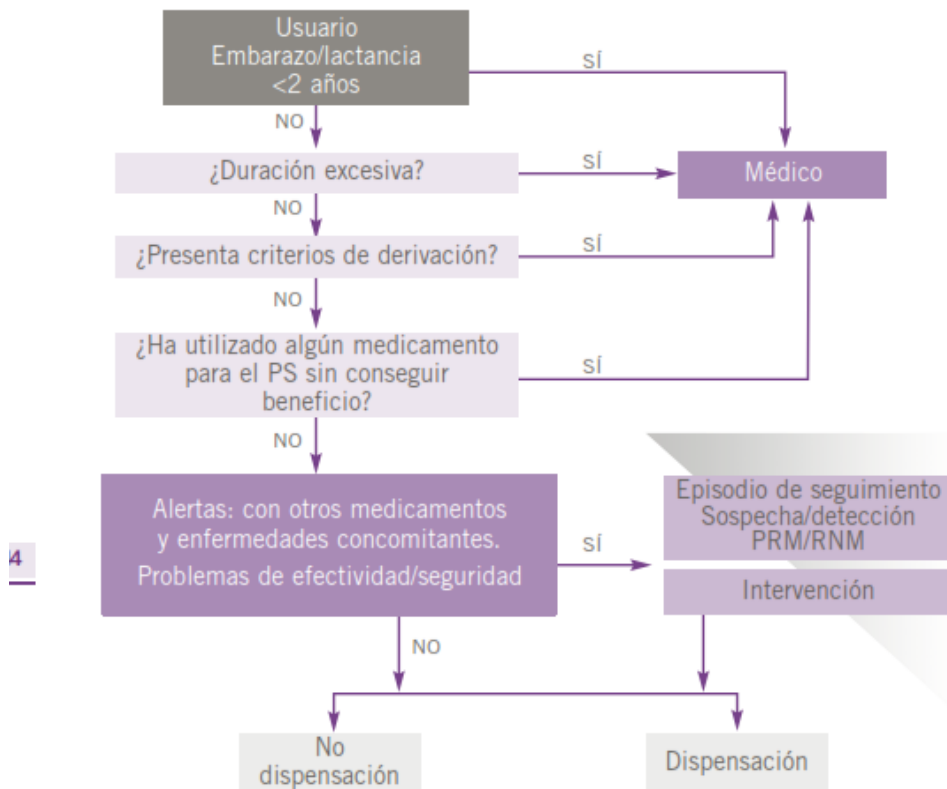 Usuario
Embarazo/lactancia
<2 años
SÍ
NO
¿Duración excesiva?
SÍ
Médico
NO
¿Presenta criterios de derivación?
SÍ
NO
¿Ha utilizado algún medicamento
para el PS sin conseguir
beneficio?
SÍ
NO
Alertas: con otros medicamentos
y enfermedades concomitantes.
Problemas de efectividad/seguridad
SÍ
Episodio de seguimiento
Sospecha/detección
PRM/RNM
Intervención
4
NO
No
dispensación
Dispensación